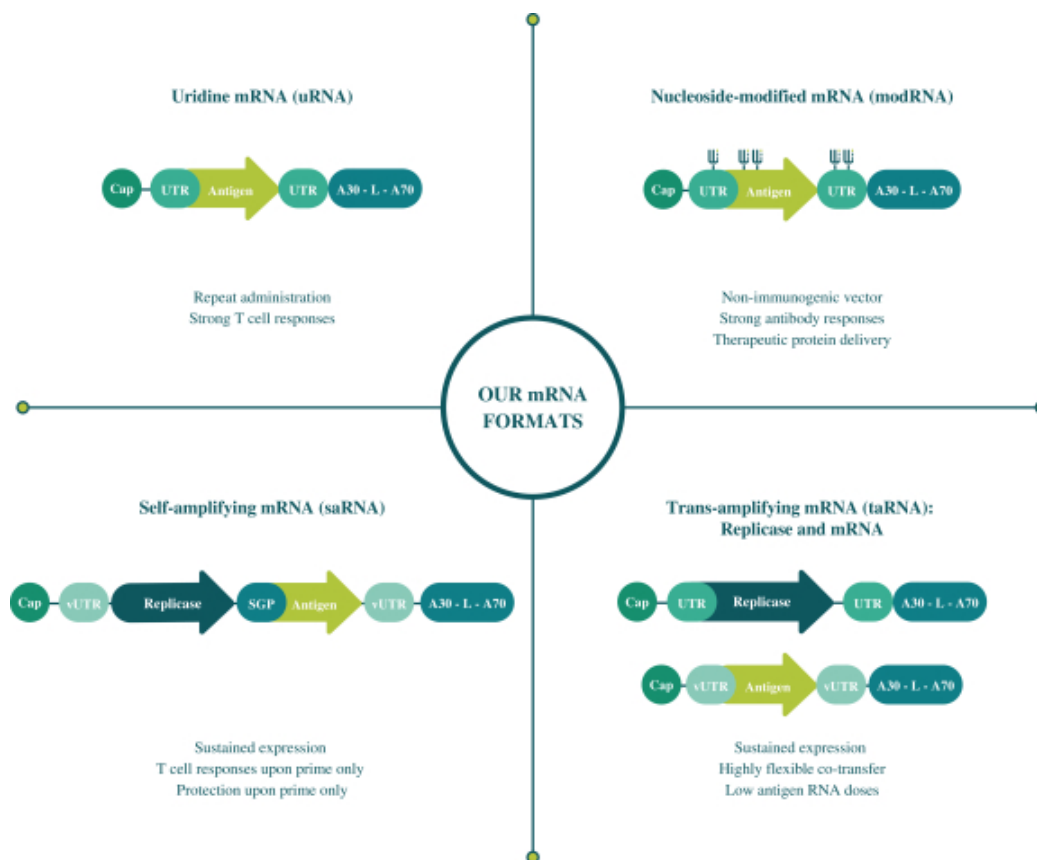 Uridine mRNA (uRNA)
Cap UTR Antigen UTR A30 - L - A70
Repeat administration
Strong T cell responses
Nucleoside-modified mRNA (modRNA)
Cap UTR Antigen UTR A30 - L - A70
Non-immunogenic vector
Strong antibody responses
Therapeutic protein delivery
OUR mRNA
FORMATS
Self-amplifying mRNA (saRNA)
Cap vUTR Replicase SGP Antigen vUTR A30 - L - A70
Sustained expression
T cell responses upon prime only
Protection upon prime only
Trans-amplifying mRNA (taRNA):
Replicase and mRNA
Cap UTR Replicase UTR A30 - L - A70
Cap vUTR Antigen vUTR A30 - L - A70
Sustained expression
Highly flexible co-transfer
Low antigen RNA doses